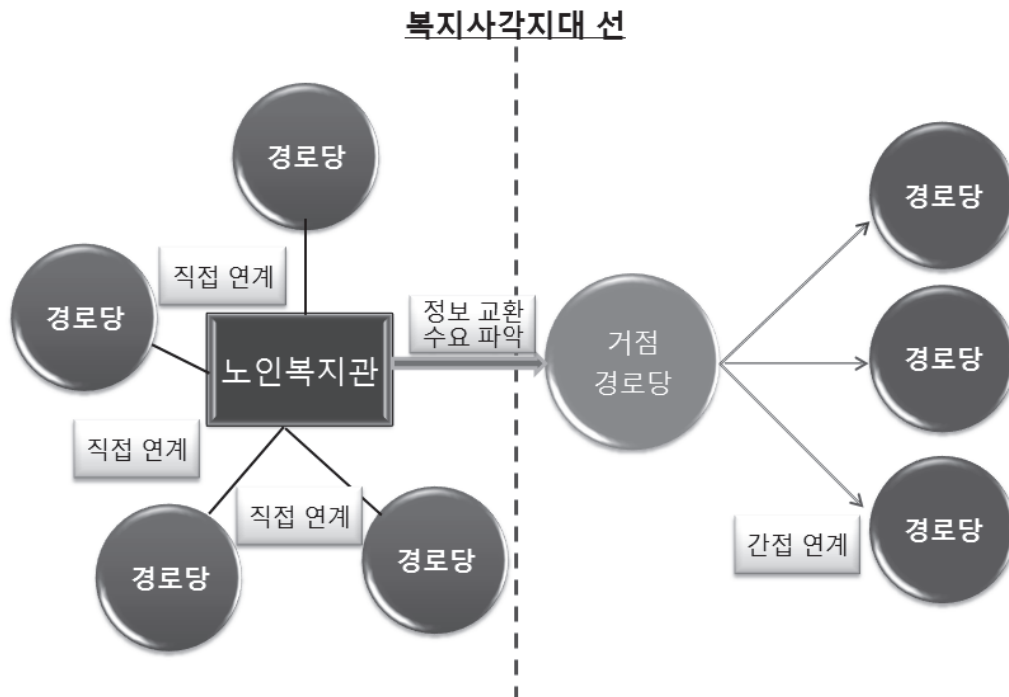 복지사각지대 선
경로당
직접 연계
경로당
노인복지관
직접 연계
직접 연계
경로당
경로당
정보 교환
수요 파악
거점
경로당
경로당
경로당
경로당
간접 연계